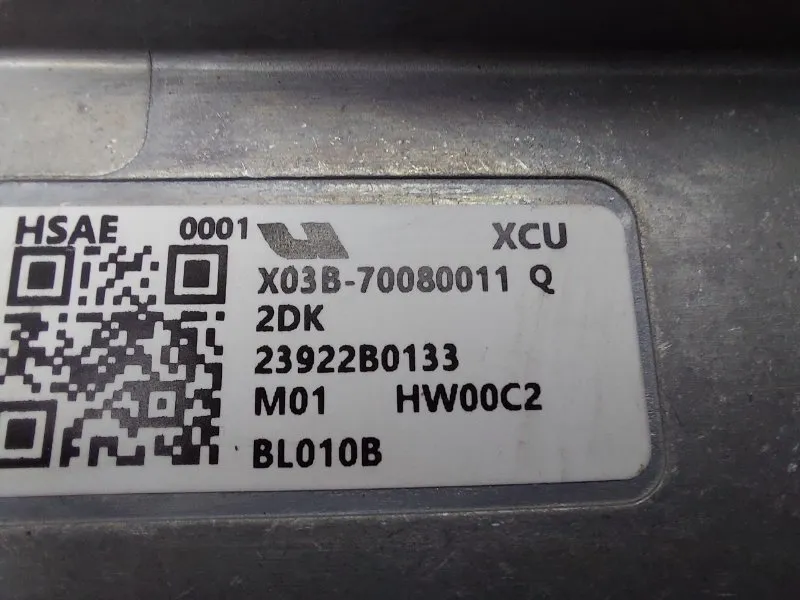 HSAE 0001 XCU
X03B-70080011 Q
2DK
23922B0133
M01 HW00C2
BL010B